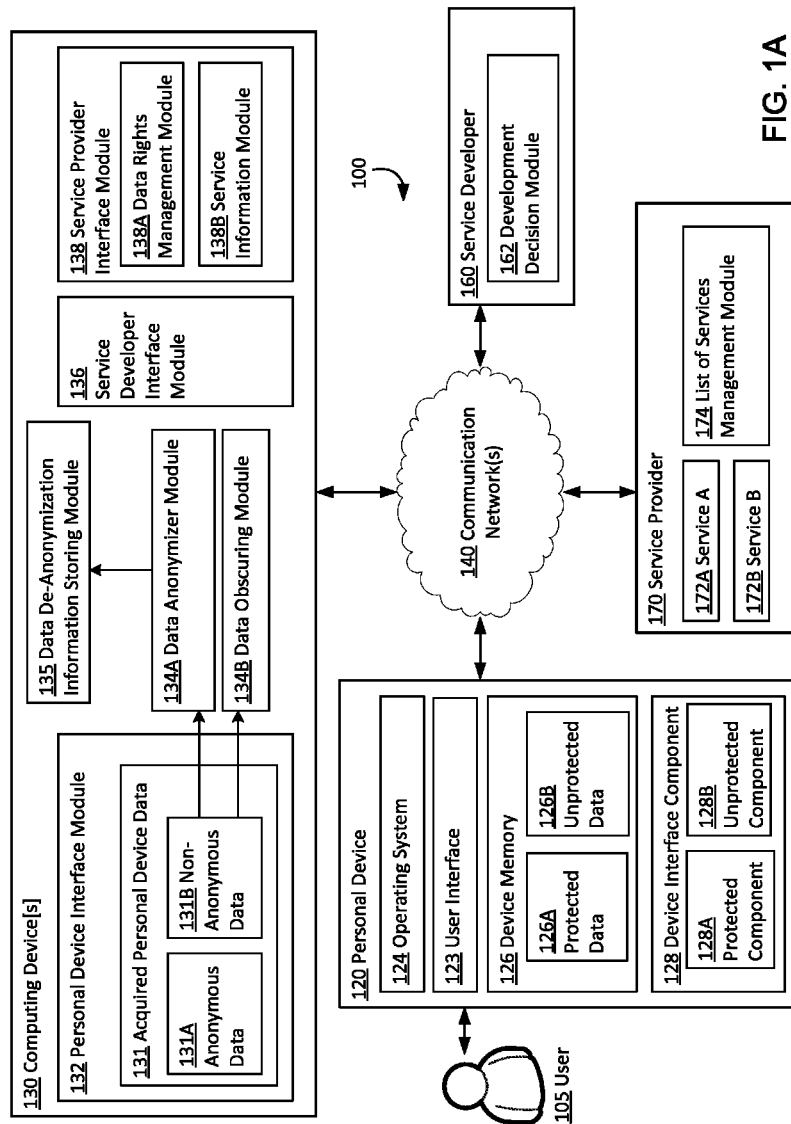 130 Computing Device[s]
132 Personal Device Interface Module
131 Acquired Personal Device Data
131A
Anonymous Data
131B Non-
Anonymous Data
135 Data De-Anonymization
Information Storing Module
134A Data Anonymizer Module
134B Data Obscuring Module
136
Service
Developer
Interface
Module
138 Service Provider
Interface Module
138A Data Rights
Management Module
138B Service
Information Module
105 User
120 Personal Device
124 Operating System
123 User Interface
126 Device Memory
126A
Protected
Data
126B
Unprotected
Data
128 Device Interface Component
128A
Protected
Component
128B
Unprotected
Component
140 Communication
Network(s)
100
160 Service Developer
162 Development
Decision Module
170 Service Provider
172A Service A
172B Service B
174 List of Services
Management Module
FIG. 1A